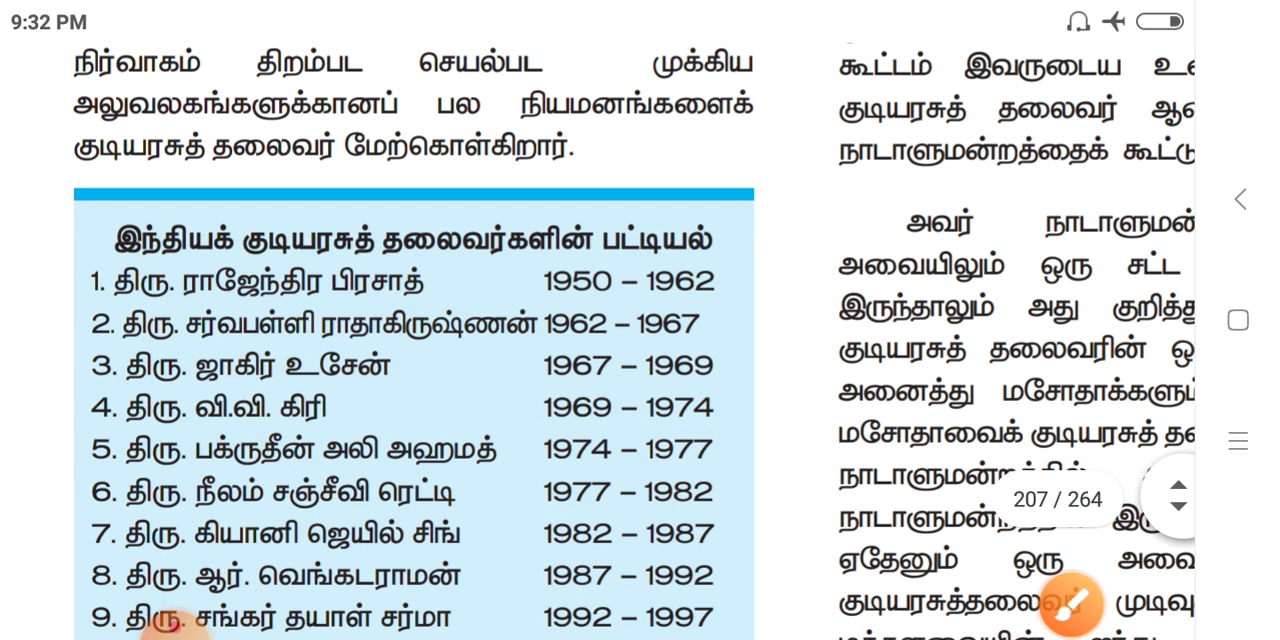 9:32 PM
நிர்வாகம் திறம்பட செயல்பட முக்கிய
அலுவலகங்களுக்கானப் பல நியமனங்களைக்
குடியரசுத் தலைவர் மேற்கொள்கிறார்.
இந்தியக் குடியரசுத் தலைவர்களின் பட்டியல்
1. திரு. ராஜேந்திர பிரசாத் 1950 – 1962
2. திரு. சர்வபள்ளி ராதாகிருஷ்ணன் 1962 – 1967
3. திரு. ஜாகிர் உசேன் 1967 – 1969
4. திரு. வி.வி. கிரி 1969 – 1974
5. திரு. பக்ருதீன் அலி அஹமத் 1974 – 1977
6. திரு. நீலம் சஞ்சீவி ரெட்டி 1977 – 1982
7. திரு. கியானி ஜெயில் சிங் 1982 – 1987
8. திரு. ஆர். வெங்கடராமன் 1987 – 1992
9. திரு. சங்கர் தயாள் சர்மா 1992 – 1997
கூட்டம் இவருடைய
குடியரசுத் தலைவர்
நாடாளுமன்றத்தைக்
அவர்
அவையிலும் ஒரு சட்ட
இருந்தாலும் அது
குடியரசுத் தலைவரின்
அனைத்து
மசோதாவைக் குடியரசுத்
207 / 264
ஏதேனும் ஒரு